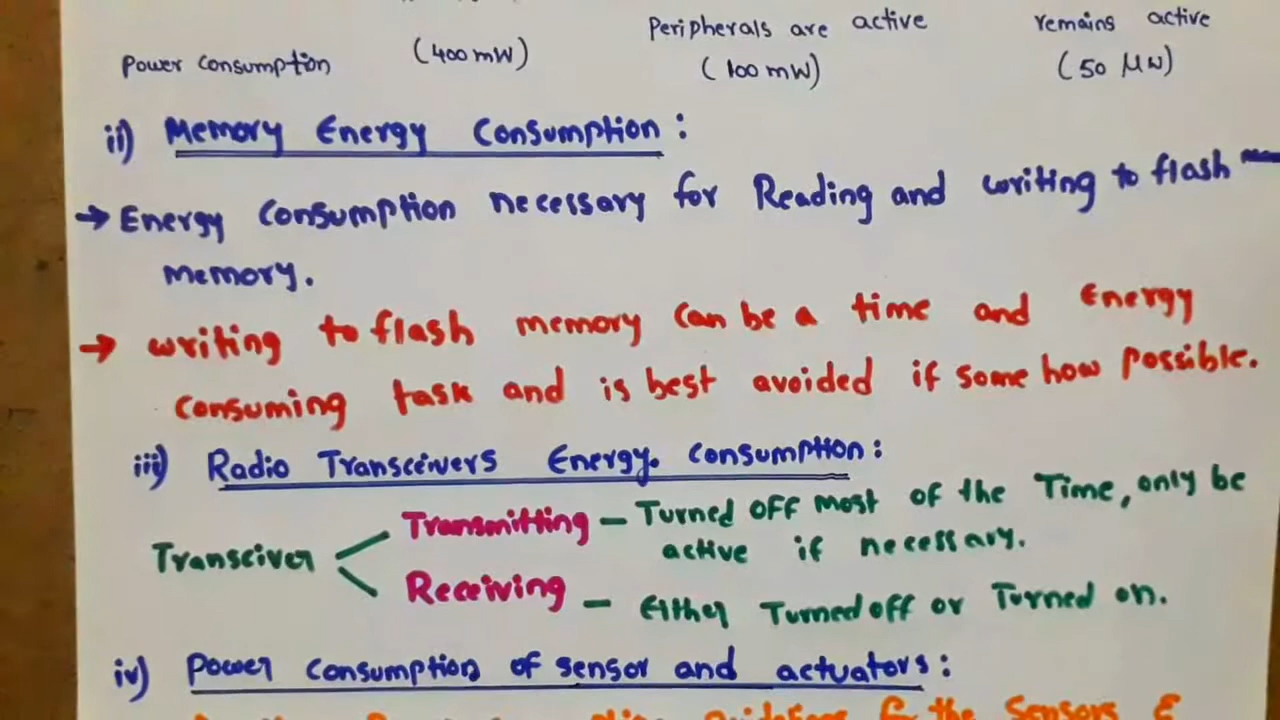 Peripherals are active remains active
Power Consumption (400 mW) (100 mW) (50 μW)
ii) Memory Energy Consumption :
→ Energy Consumption necessary for Reading and writing to flash
memory.
→ writing to flash memory can be a time and Energy
consuming task and is best avoided if some how possible.
iii) Radio Transceivers Energy. Consumption :
Transmitting – Turned OFF most of the Time, only be
active if necessary.
Transciver
Receiving – Either Turned off or Turned on.
iv) Power Consumption of sensor and actuators :
guidelines for the Sensors &